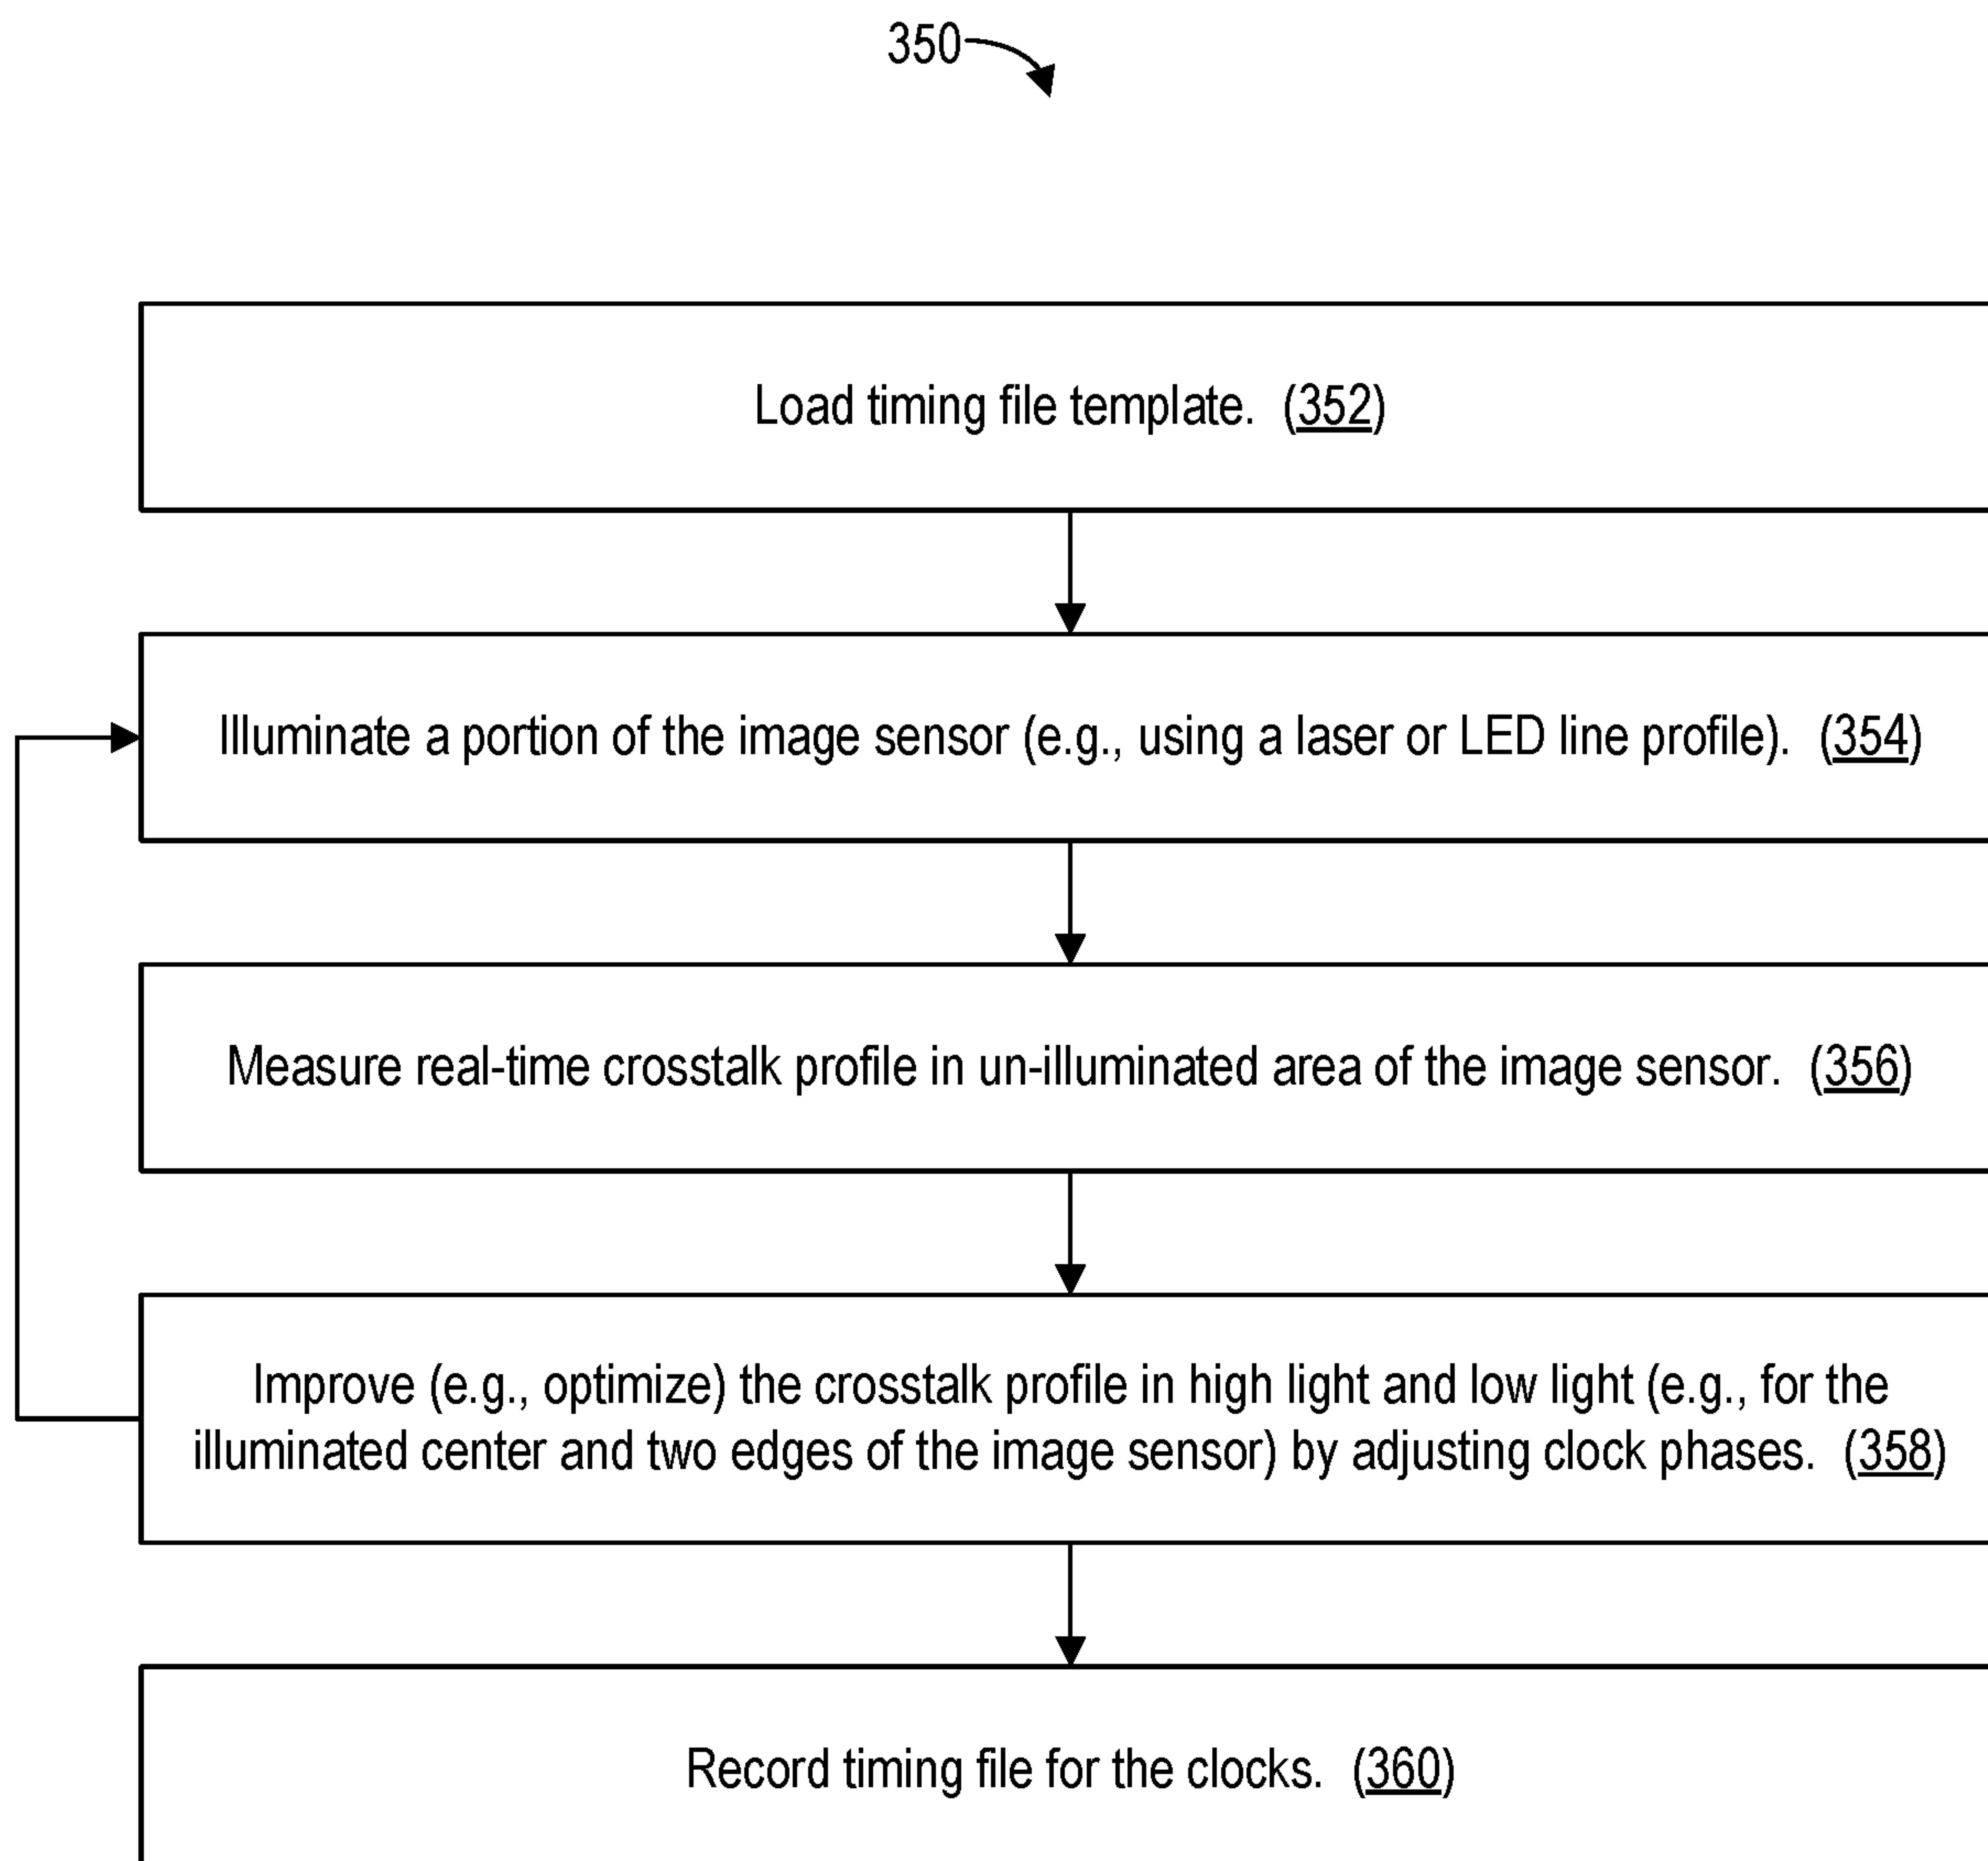 350
Load timing file template. (352)
Illuminate a portion of the image sensor (e.g., using a laser or LED line profile). (354)
Measure real-time crosstalk profile in un-illuminated area of the image sensor. (356)
Improve (e.g., optimize) the crosstalk profile in high light and low light (e.g., for the
illuminated center and two edges of the image sensor) by adjusting clock phases. (358)
Record timing file for the clocks. (360)